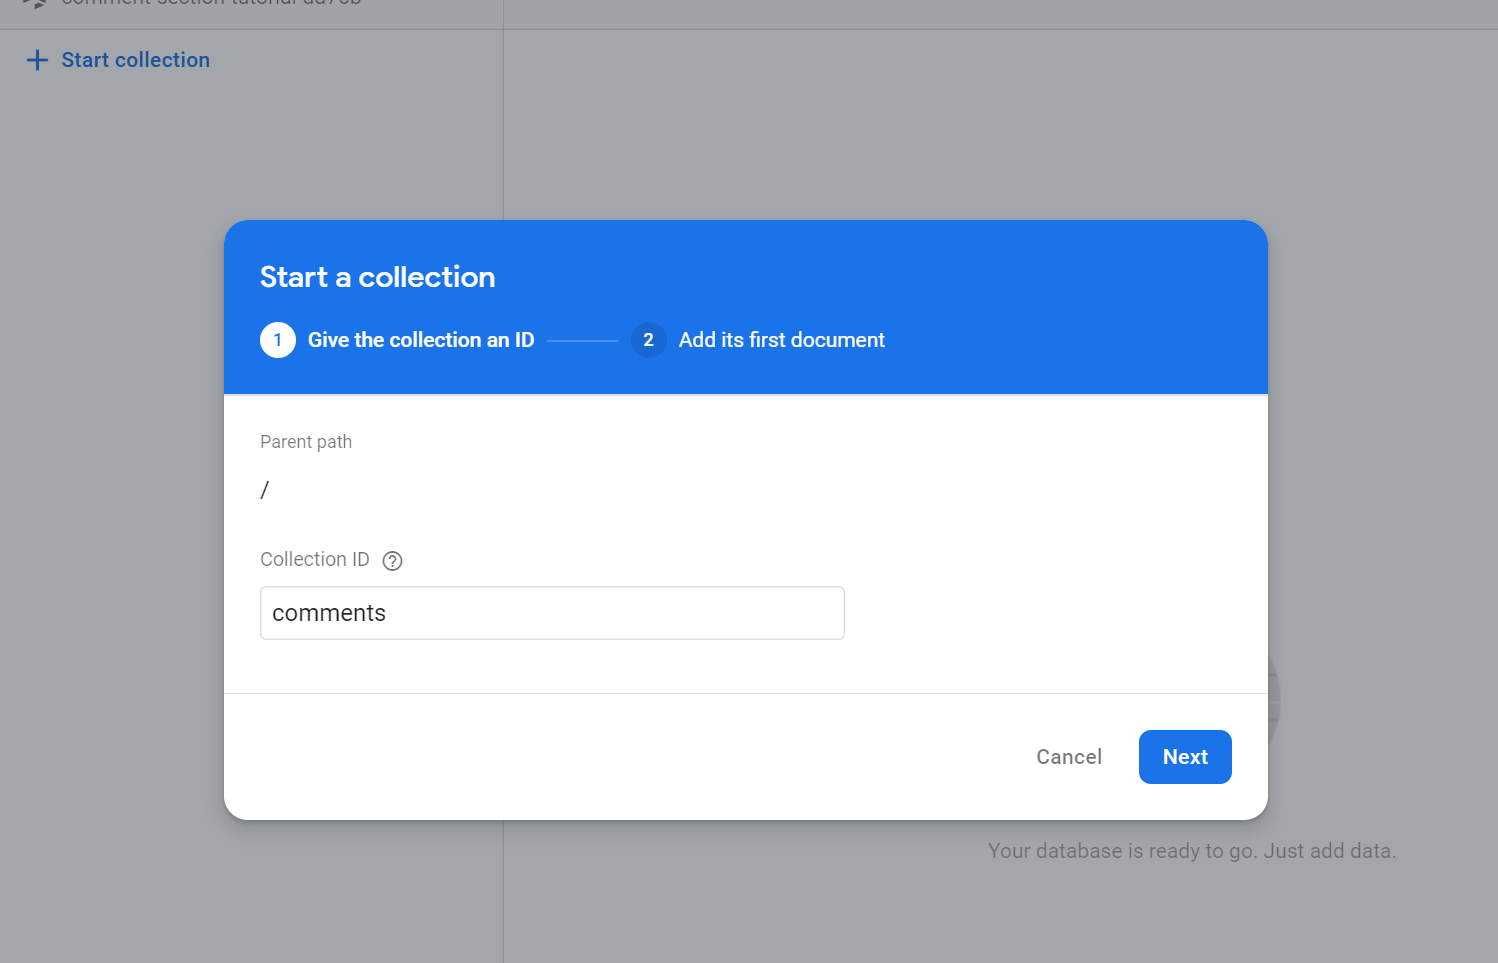 Start collection
Start a collection
1 Give the collection an ID 2 Add its first document
Parent path
/
Collection ID ?
comments
Cancel Next
Your database is ready to go. Just add data.